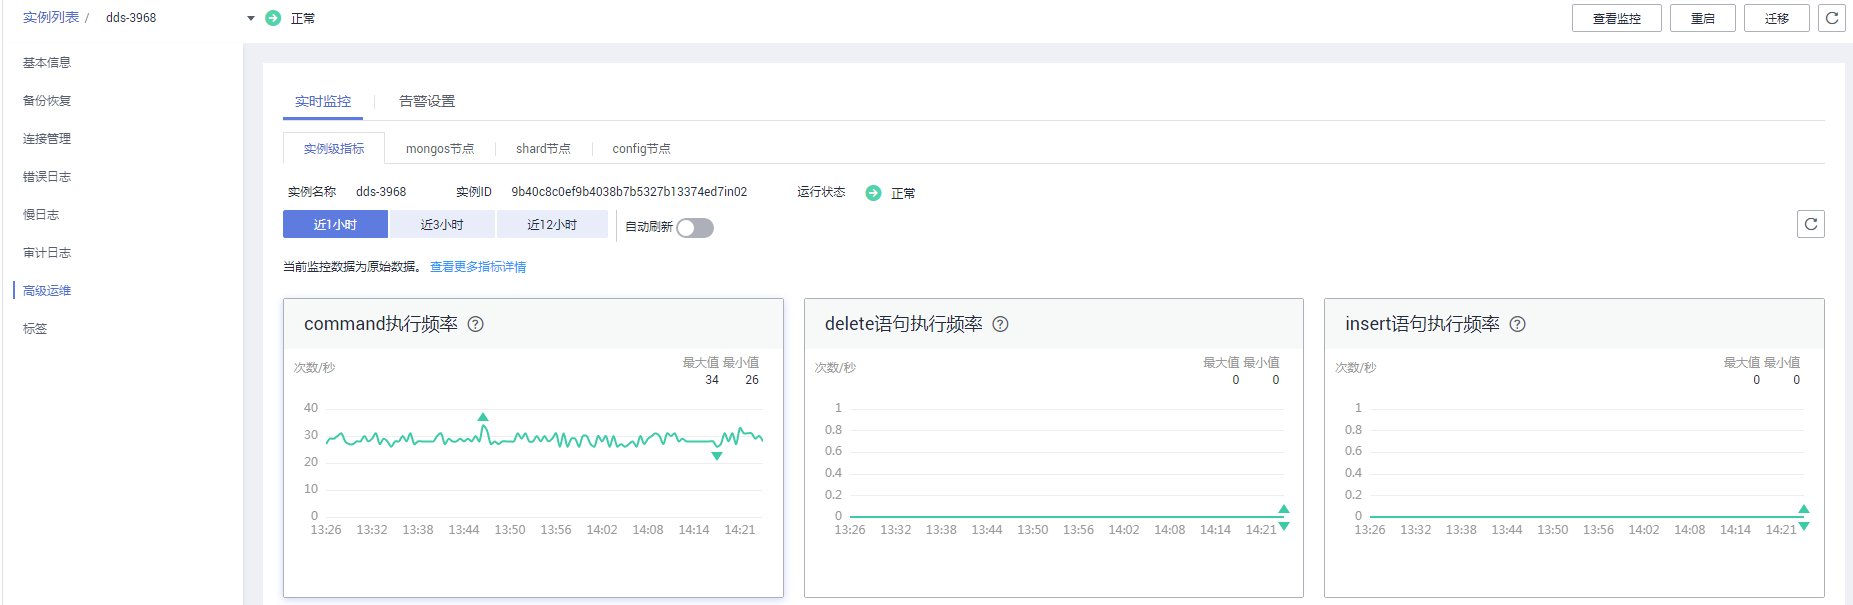 实例列表 / dds-3968 正常 查看监控 重启 迁移
基本信息
备份恢复
连接管理
错误日志
慢日志
审计日志
高级运维
标签
实时监控 告警设置
实例级指标 mongos节点 shard节点 config节点
实例名称 dds-3968 实例ID 9b40c8c0ef9b4038b7b5327b13374ed7in02 运行状态 正常
近1小时 近3小时 近12小时 自动刷新
当前监控数据为原始数据。 查看更多指标详情
command执行频率
次数/秒 最大值 最小值
34 26
40
30
20
10
0
13:26 13:32 13:38 13:44 13:50 13:56 14:02 14:08 14:14 14:21
delete语句执行频率
次数/秒 最大值 最小值
0 0
1
0.8
0.6
0.4
0.2
0
13:26 13:32 13:38 13:44 13:50 13:56 14:02 14:08 14:14 14:21
insert语句执行频率
次数/秒 最大值 最小值
0 0
1
0.8
0.6
0.4
0.2
0
13:26 13:32 13:38 13:44 13:50 13:56 14:02 14:08 14:14 14:21